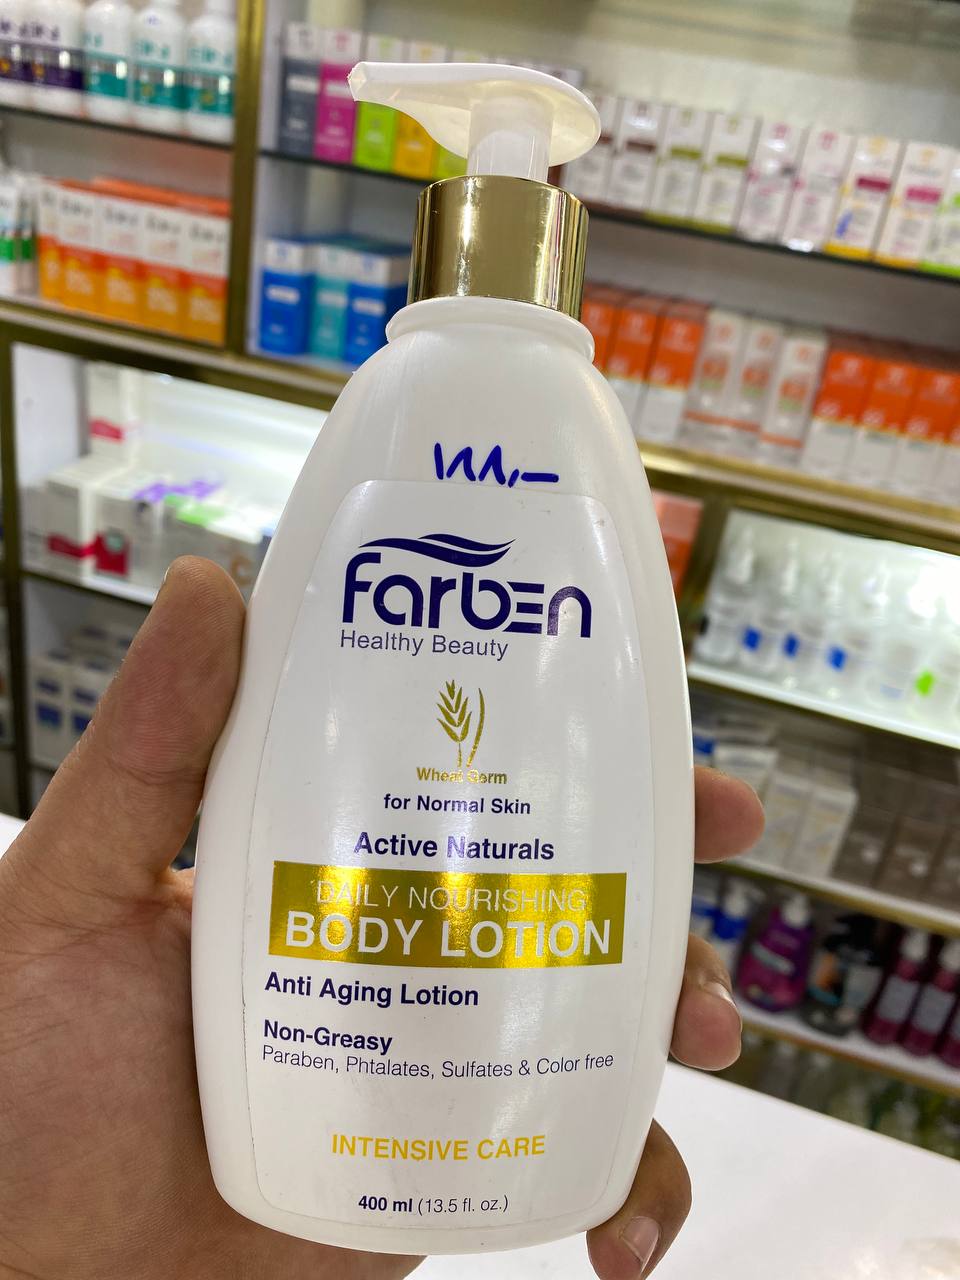 ۱۸۸,–
Farben
Healthy Beauty
Wheat Germ
for Normal Skin
Active Naturals
DAILY NOURISHING
BODY LOTION
Anti Aging Lotion
Non-Greasy
Paraben, Phtalates, Sulfates & Color free
INTENSIVE CARE
400 ml (13.5 fl. oz.)